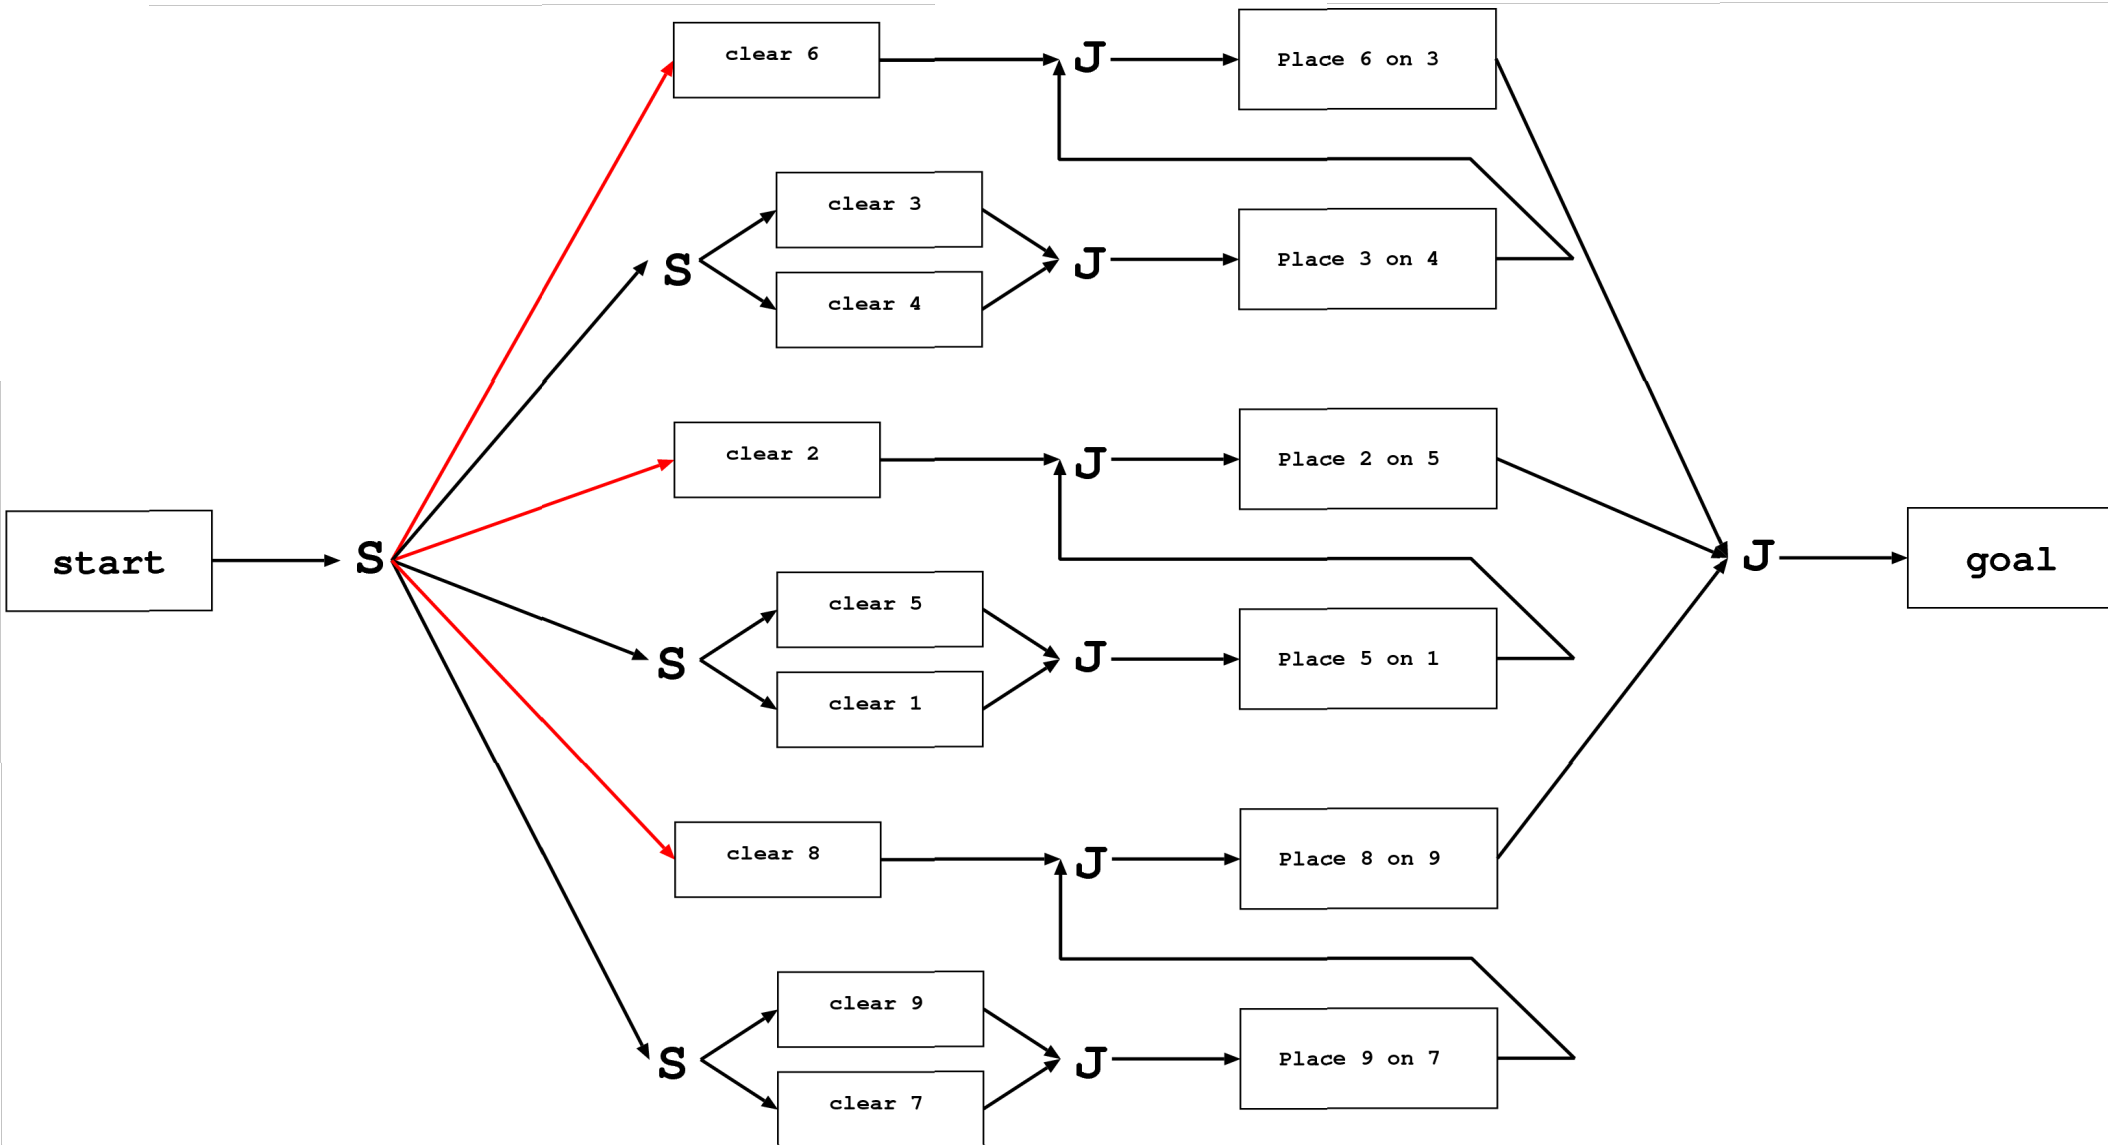 clear 6
J
Place 6 on 3
clear 3
S
J
Place 3 on 4
clear 4
clear 2
J
Place 2 on 5
start
S
J
goal
clear 5
S
J
Place 5 on 1
clear 1
clear 8
J
Place 8 on 9
clear 9
S
J
Place 9 on 7
clear 7